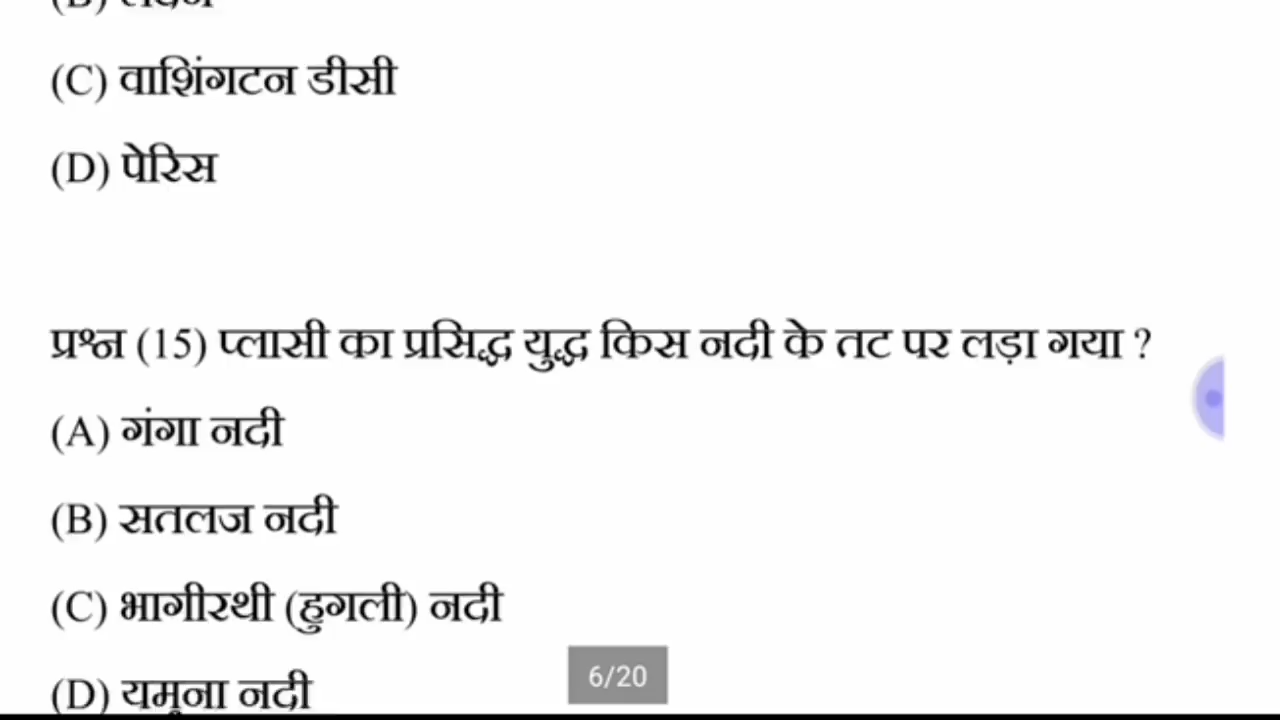 (C) वाशिंगटन डीसी
(D) पेरिस
प्रश्न (15) प्लासी का प्रसिद्ध युद्ध किस नदी के तट पर लड़ा गया ?
(A) गंगा नदी
(B) सतलज नदी
(C) भागीरथी (हुगली) नदी
(D) यमुना नदी
6/20